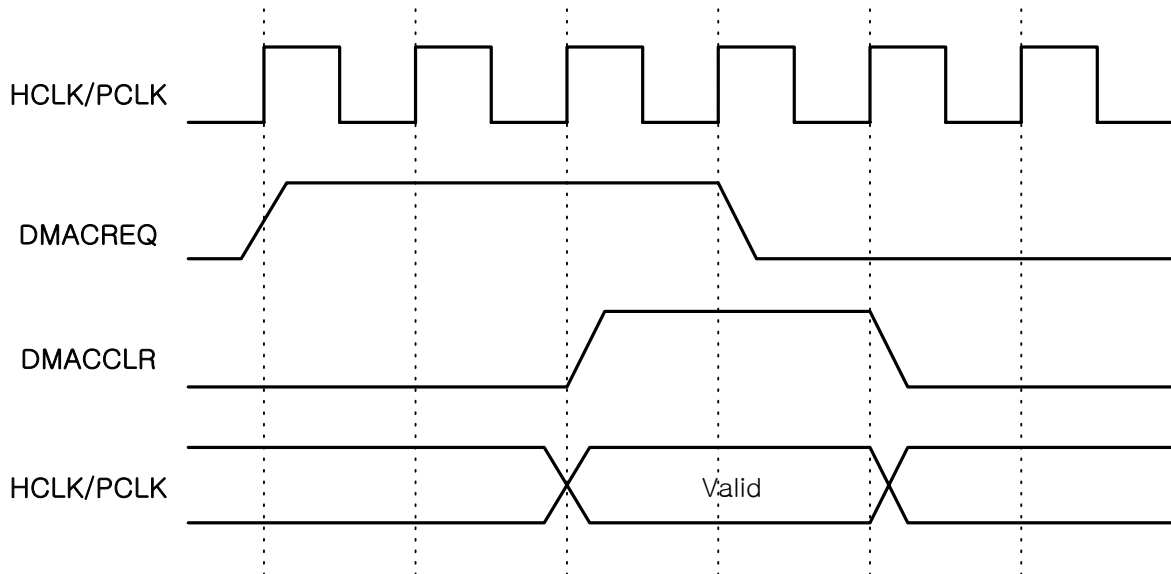 HCLK/PCLK
DMACREQ
DMACCLR
HCLK/PCLK
Valid